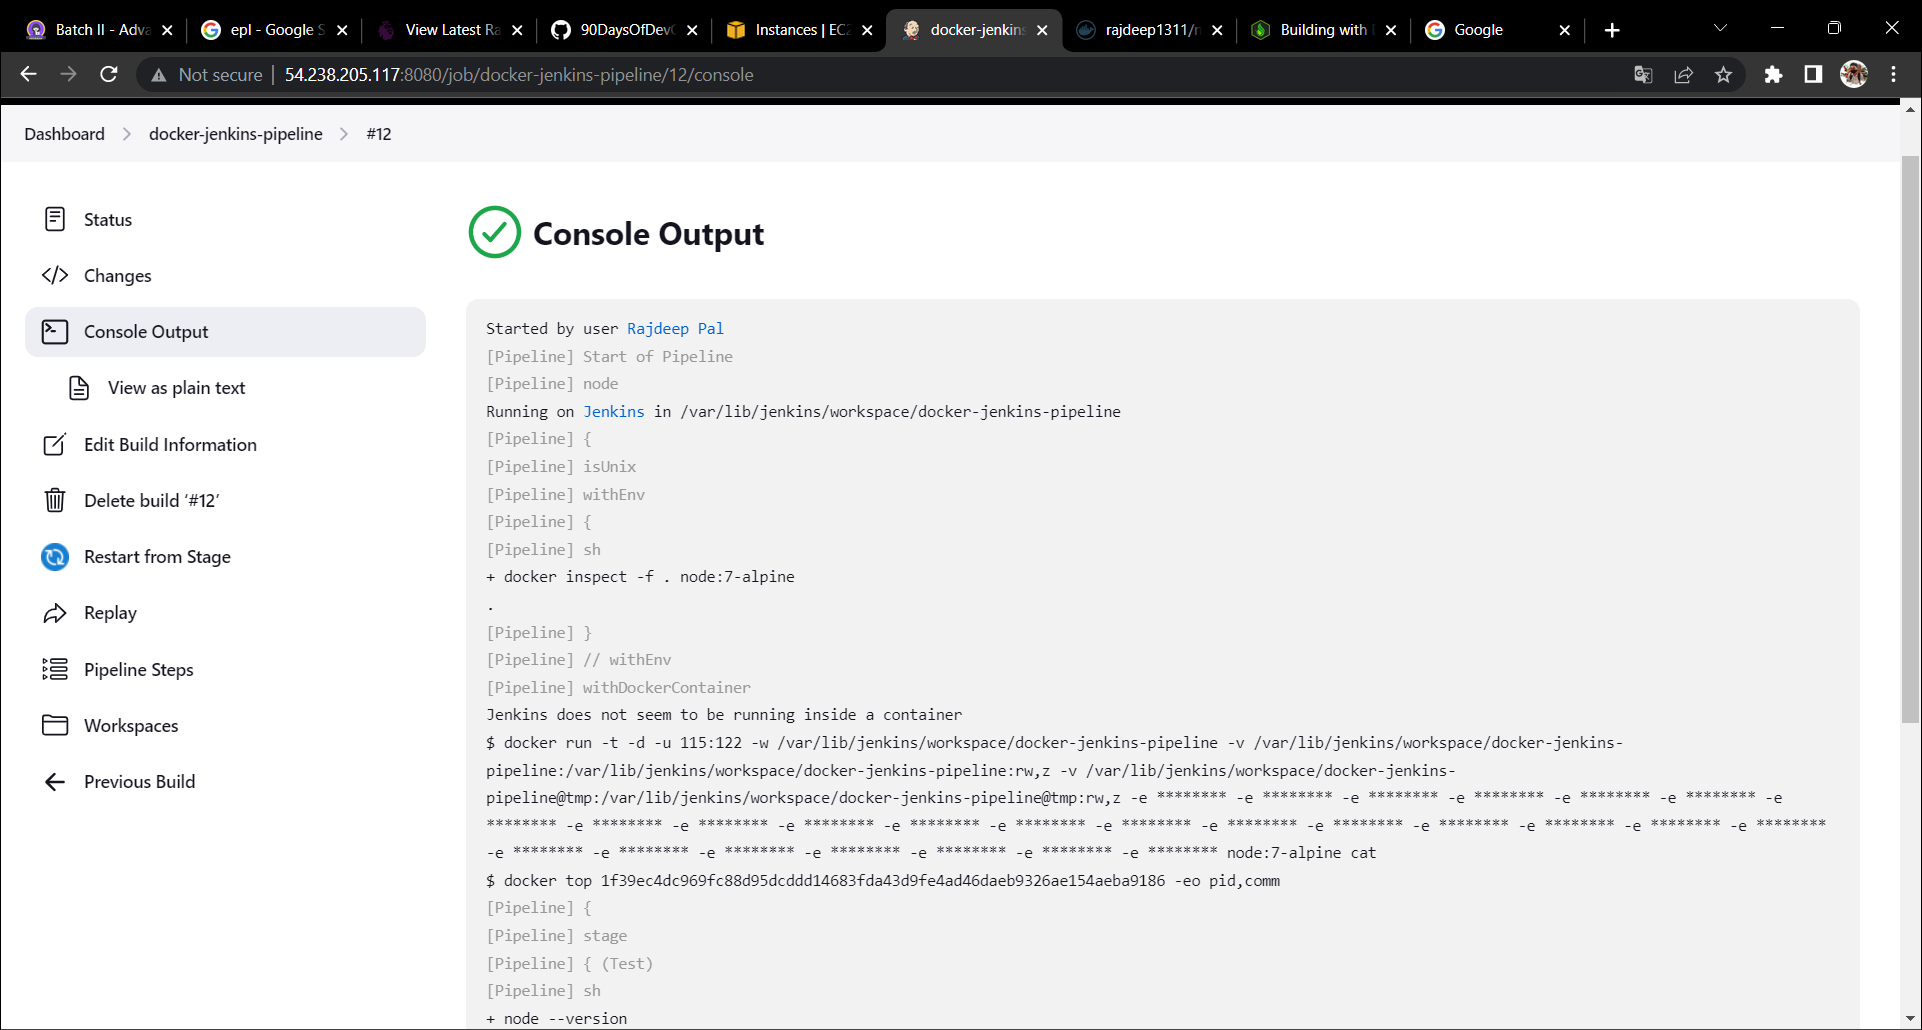 Batch II - Adva
epl - Google S
View Latest Ra
90DaysOfDevO
Instances | EC2
docker-jenkins
rajdeep1311/n
Building with
Google
Not secure
54.238.205.117:8080/job/docker-jenkins-pipeline/12/console
Dashboard
docker-jenkins-pipeline
#12
Status
Changes
Console Output
View as plain text
Edit Build Information
Delete build ‘#12’
Restart from Stage
Replay
Pipeline Steps
Workspaces
Previous Build
Console Output
Started by user Rajdeep Pal
[Pipeline] Start of Pipeline
[Pipeline] node
Running on Jenkins in /var/lib/jenkins/workspace/docker-jenkins-pipeline
[Pipeline] {
[Pipeline] isUnix
[Pipeline] withEnv
[Pipeline] {
[Pipeline] sh
+ docker inspect -f . node:7-alpine
.
[Pipeline] }
[Pipeline] // withEnv
[Pipeline] withDockerContainer
Jenkins does not seem to be running inside a container
$ docker run -t -d -u 115:122 -w /var/lib/jenkins/workspace/docker-jenkins-pipeline -v /var/lib/jenkins/workspace/docker-jenkins-
pipeline:/var/lib/jenkins/workspace/docker-jenkins-pipeline:rw,z -v /var/lib/jenkins/workspace/docker-jenkins-
pipeline@tmp:/var/lib/jenkins/workspace/docker-jenkins-pipeline@tmp:rw,z -e ******** -e ******** -e ******** -e ******** -e ******** -e ******** -e
******** -e ******** -e ******** -e ******** -e ******** -e ******** -e ******** -e ******** -e ******** -e ******** -e ******** -e ******** -e ********
-e ******** -e ******** -e ******** -e ******** -e ******** -e ******** -e ******** node:7-alpine cat
$ docker top 1f39ec4dc969fc88d95dcddd14683fda43d9fe4ad46daeb9326ae154aeba9186 -eo pid,comm
[Pipeline] {
[Pipeline] stage
[Pipeline] { (Test)
[Pipeline] sh
+ node --version